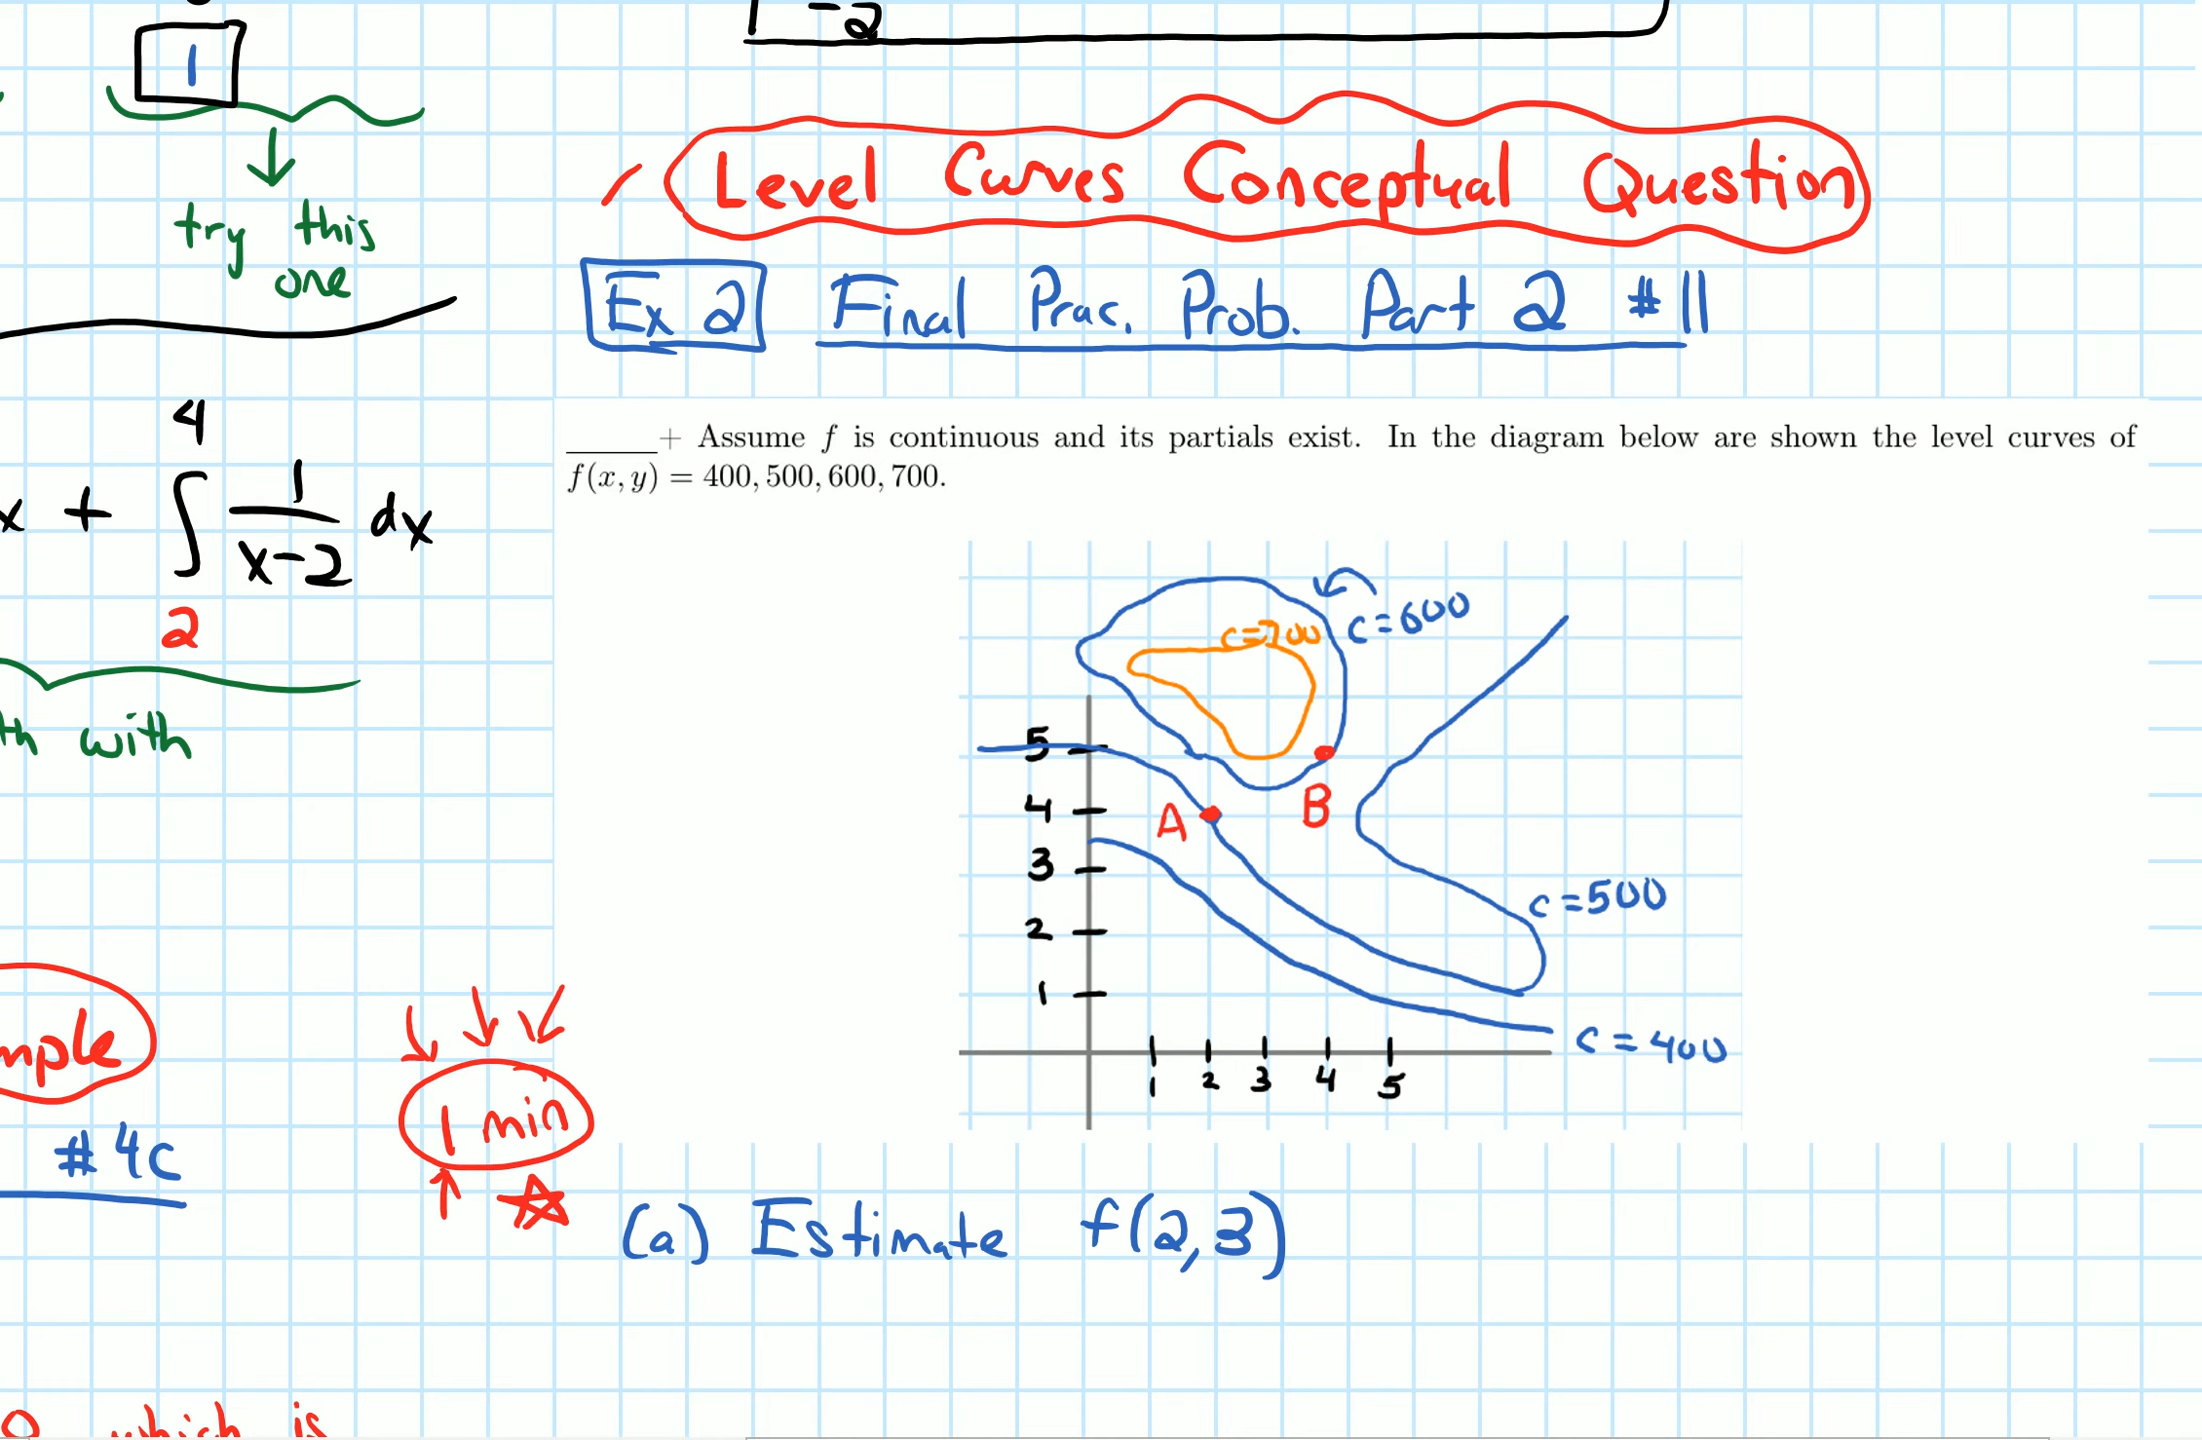 -2
1
try this
one
Level Curves Conceptual Question
Ex 2 Final Prac. Prob. Part 2 #11
+ Assume f is continuous and its partials exist. In the diagram below are shown the level curves of
f(x, y) = 400, 500, 600, 700.
4
x + ∫ 1/(x-2) dx
2
th with
c=700
c=600
5
4
3
2
1
A
B
c=500
c=400
1 2 3 4 5
mple
1 min
#4c
(a) Estimate f(2,3)
which is